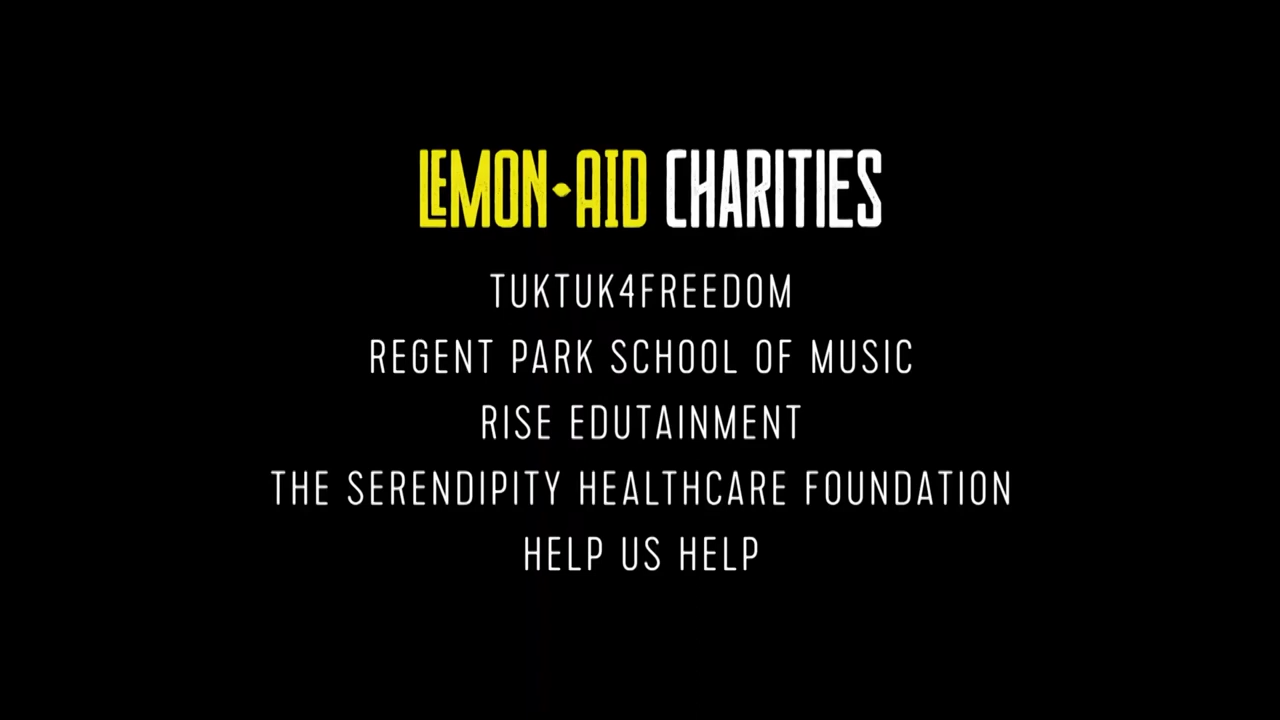 LEMON·AID CHARITIES
TUKTUK4FREEDOM
REGENT PARK SCHOOL OF MUSIC
RISE EDUTAINMENT
THE SERENDIPITY HEALTHCARE FOUNDATION
HELP US HELP